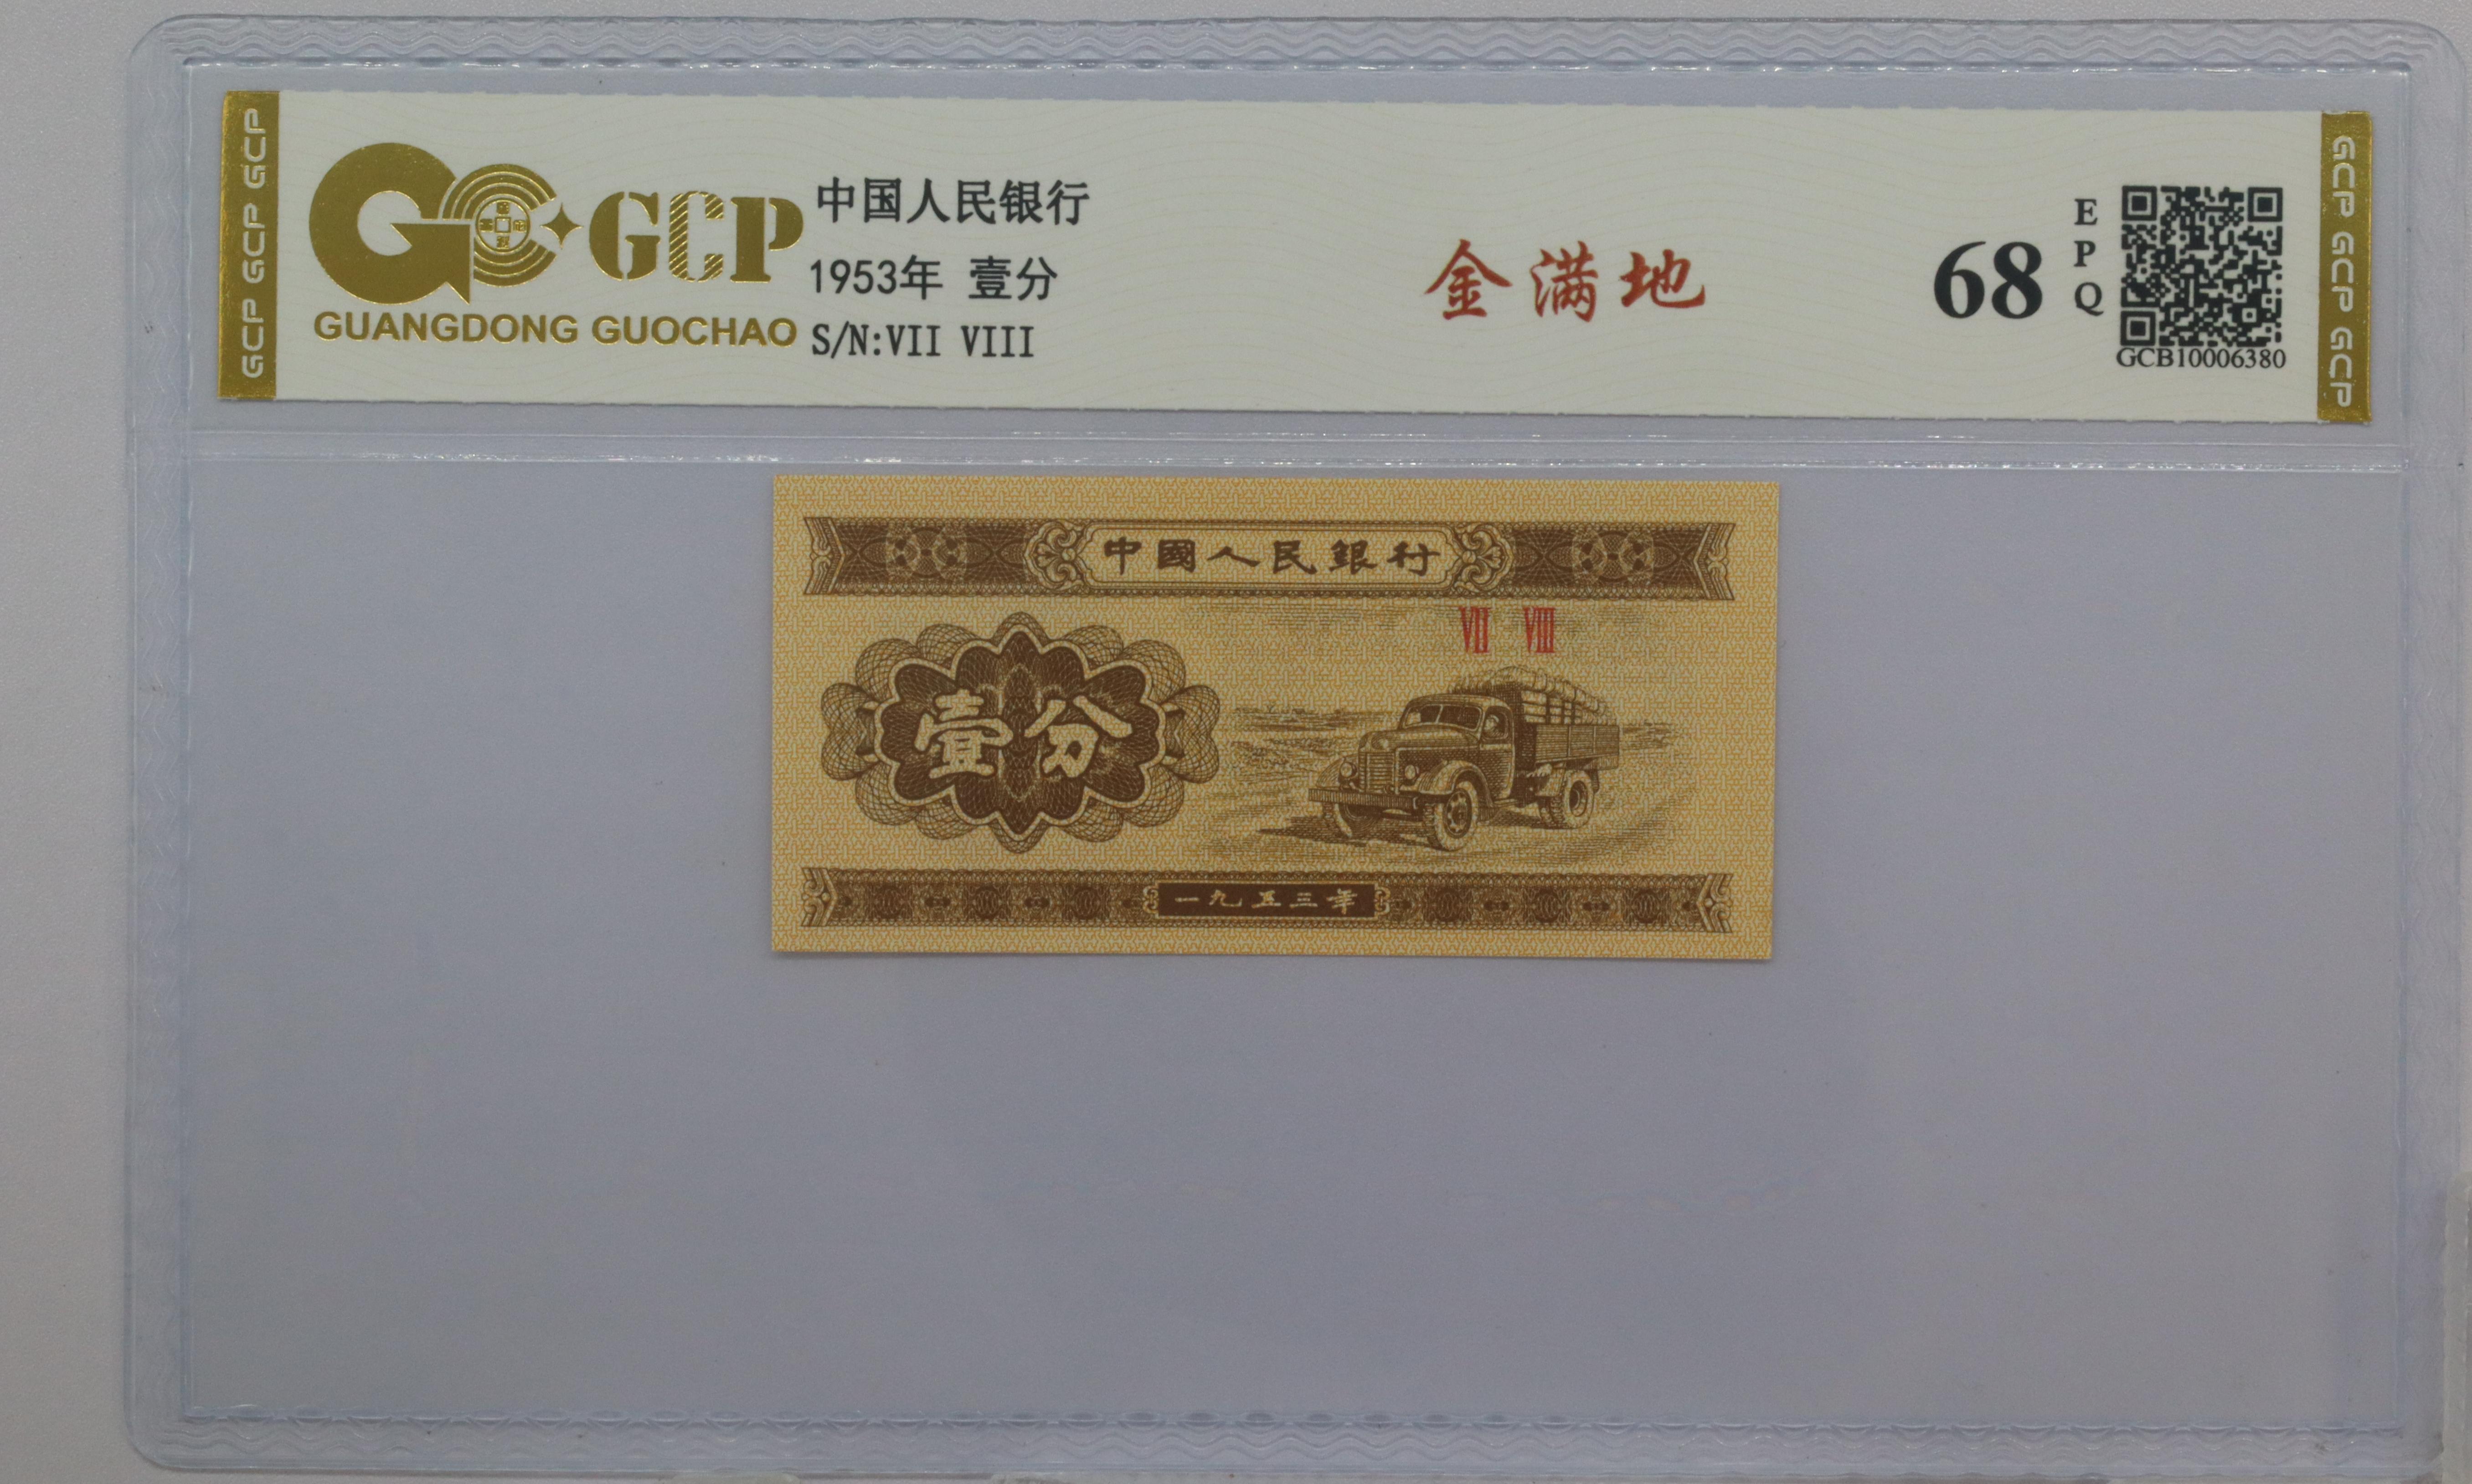 GCP GCP GCP
GCP
GUANGDONG GUOCHAO
中国人民银行
1953年 壹分
S/N:VII VIII
金满地
68
EPQ
GCB10006380
GCP GCP GCP
中國人民銀行
VII VIII
壹分
一九五三年